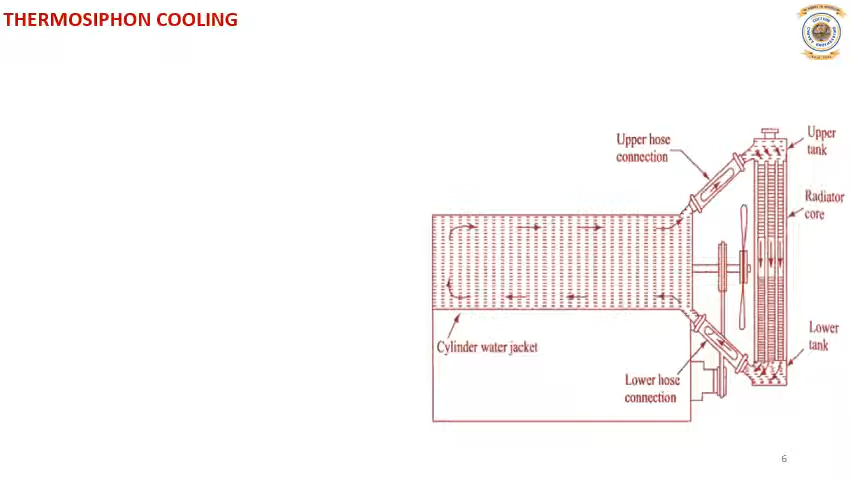 THERMOSIPHON COOLING
Upper hose
connection
Upper
tank
Radiator
core
Cylinder water jacket
Lower
tank
Lower hose
connection
6